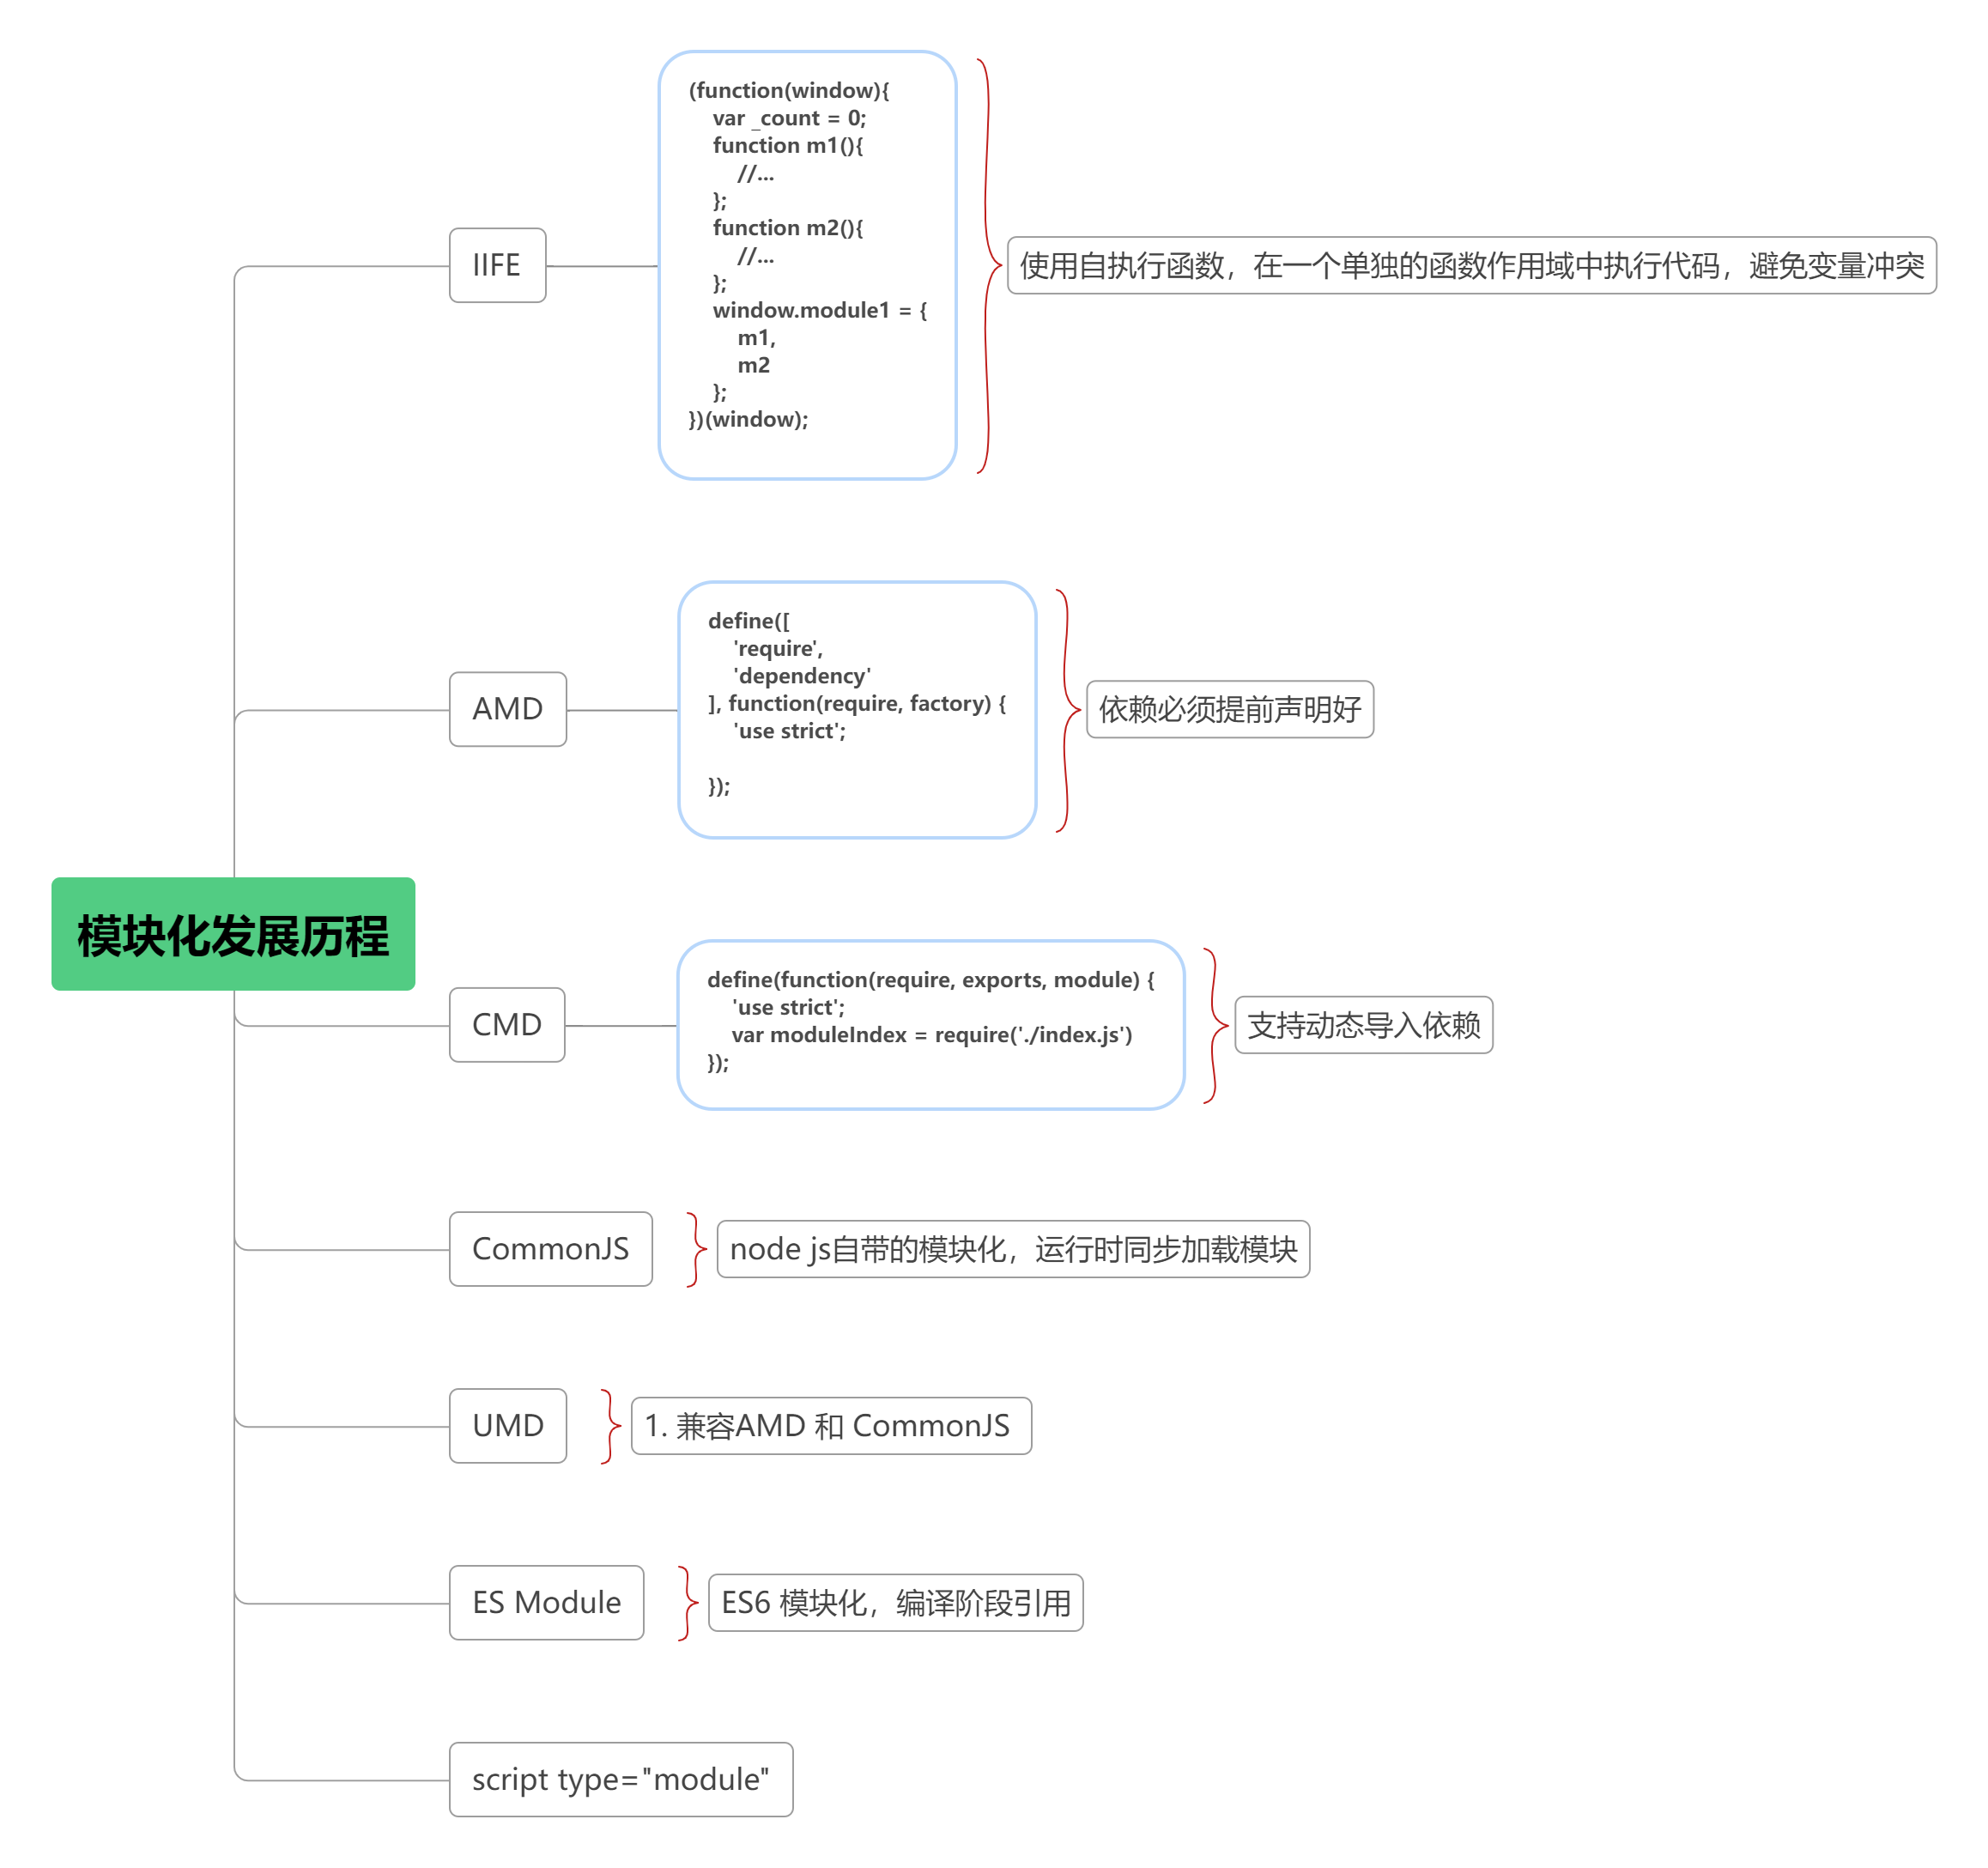 模块化发展历程
IIFE
(function(window){
    var _count = 0;
    function m1(){
        //...
    };
    function m2(){
        //...
    };
    window.module1 = {
        m1,
        m2
    };
})(window);
使用自执行函数，在一个单独的函数作用域中执行代码，避免变量冲突
AMD
define([
    'require',
    'dependency'
], function(require, factory) {
    'use strict';
});
依赖必须提前声明好
CMD
define(function(require, exports, module) {
    'use strict';
    var moduleIndex = require('./index.js')
});
支持动态导入依赖
CommonJS
node js自带的模块化，运行时同步加载模块
UMD
1. 兼容AMD 和 CommonJS
ES Module
ES6 模块化，编译阶段引用
script type="module"